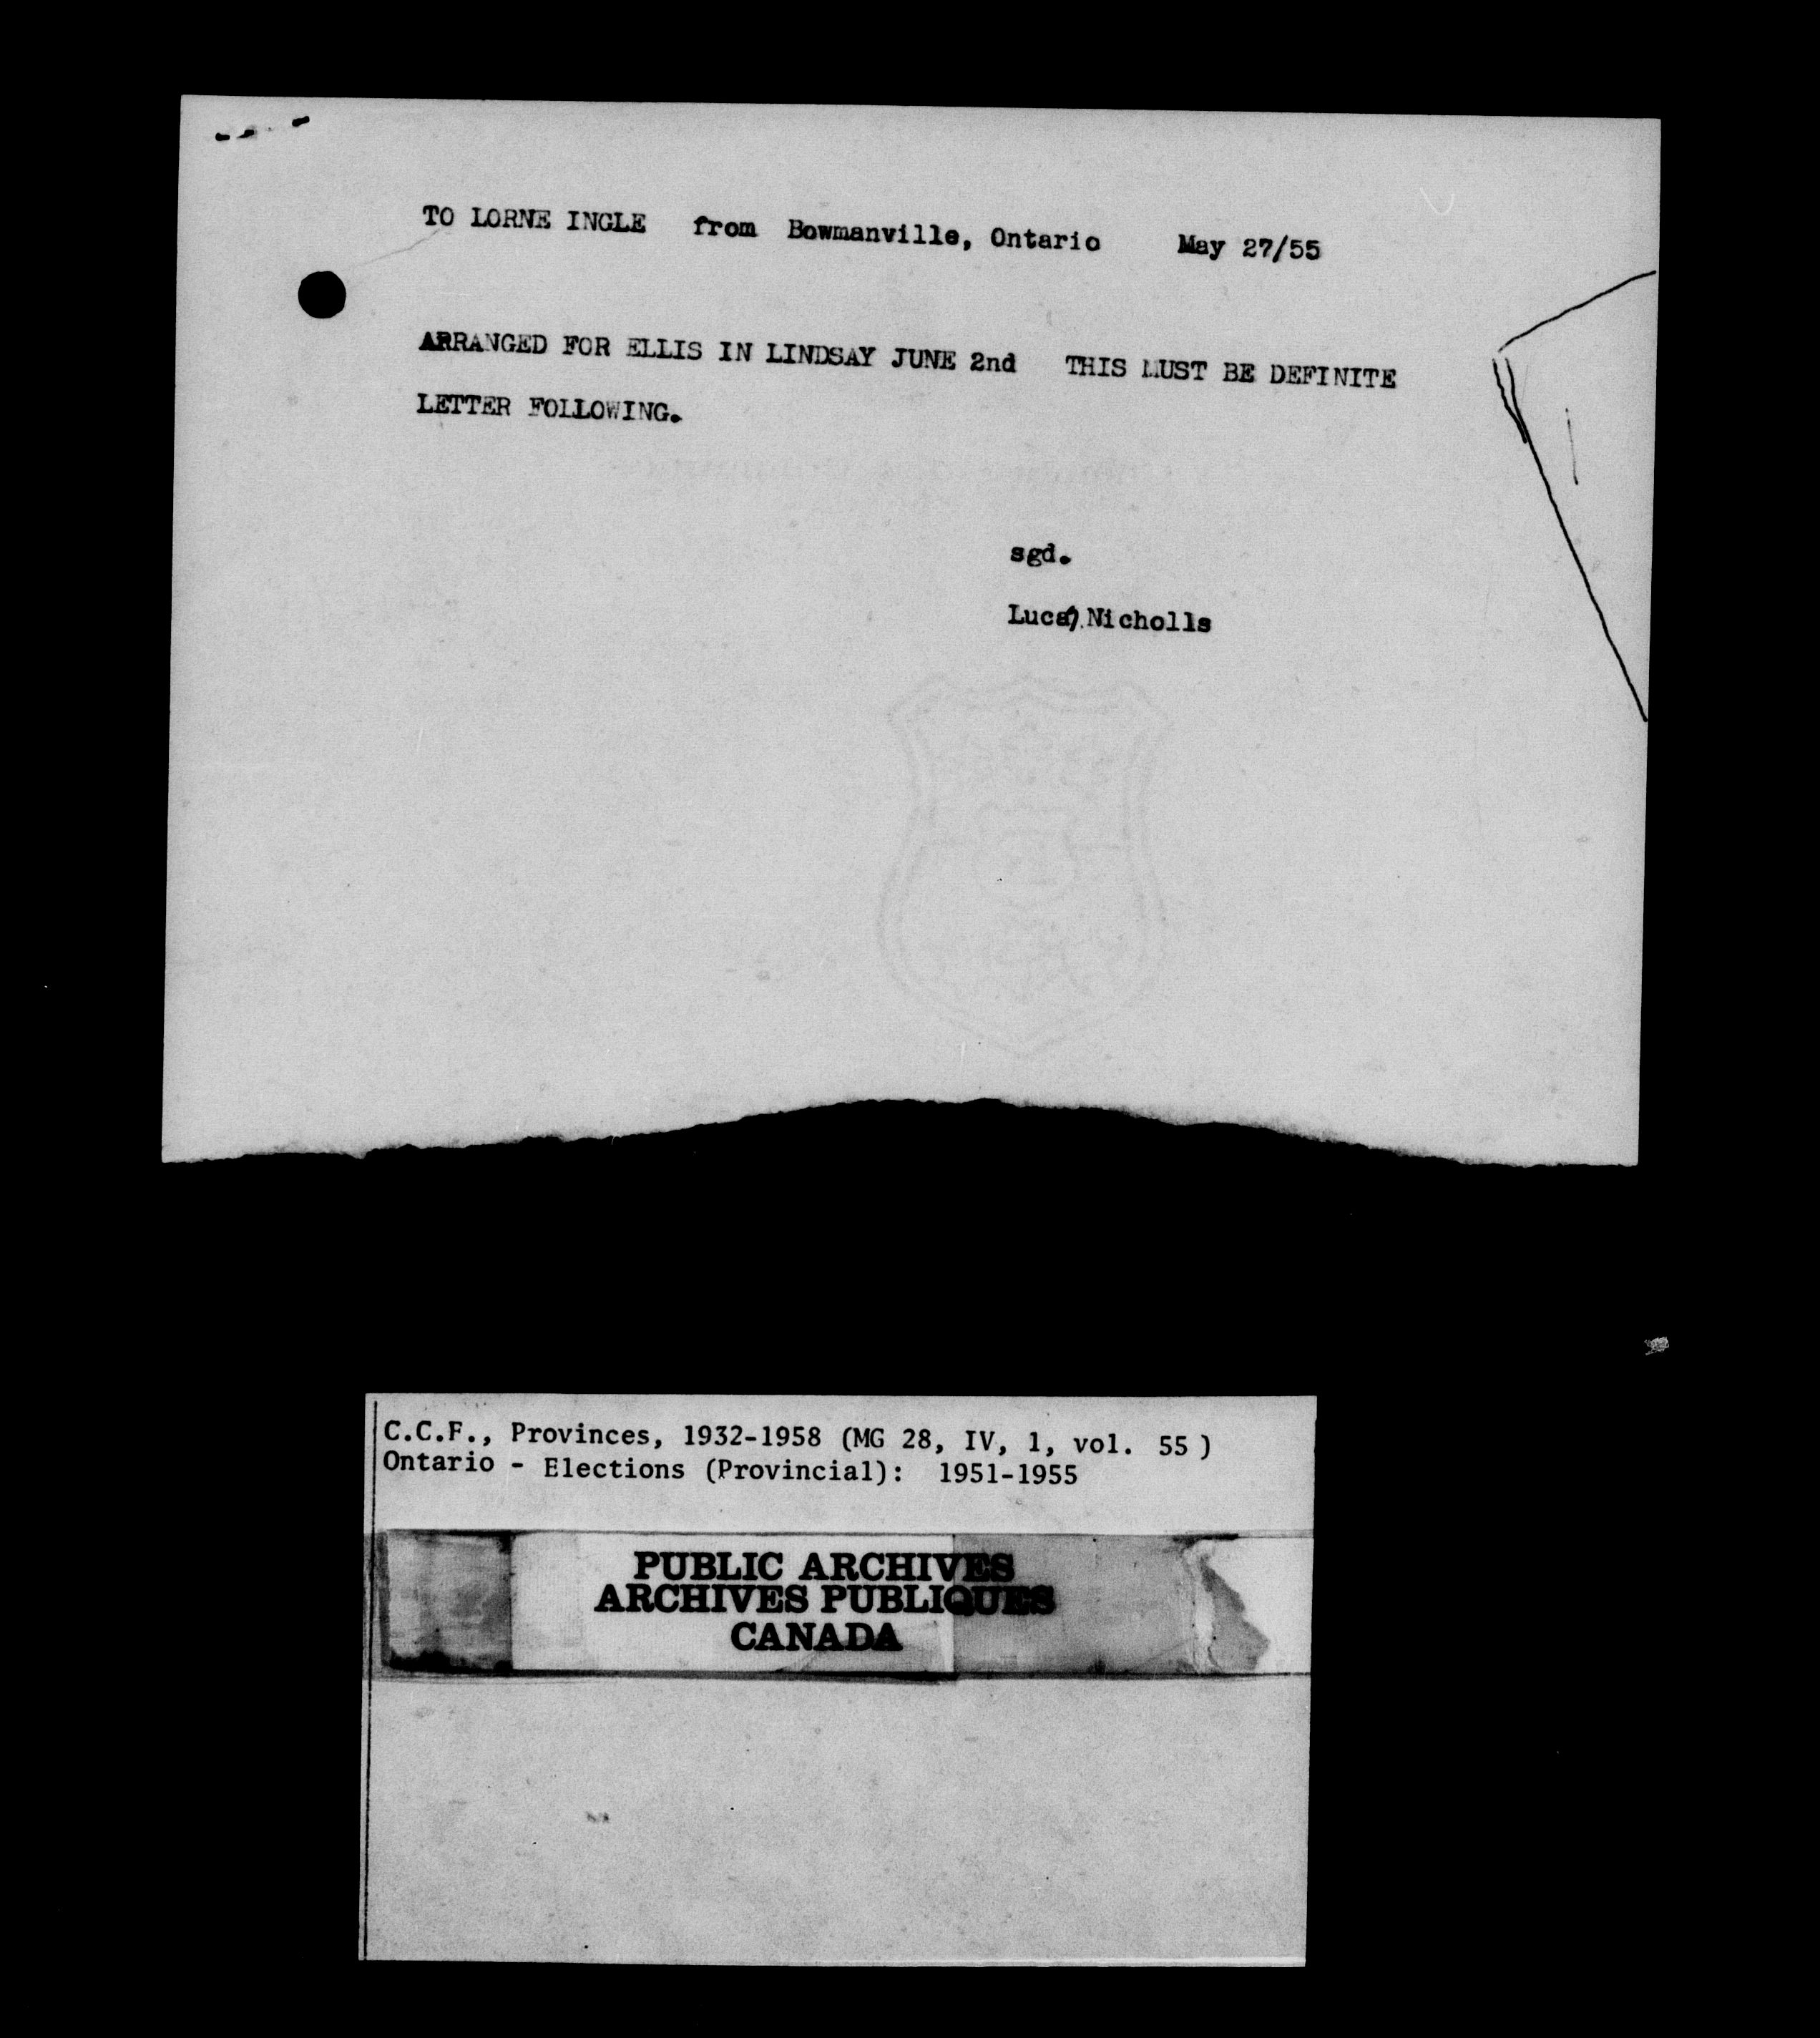 TO LORNE INGLE from Bowmanville, Ontario May 27/55
ARRANGED FOR ELLIS IN LINDSAY JUNE 2nd THIS MUST BE DEFINITE
LETTER FOLLOWING.
sgd.
Nicholls
C.C.F., Provinces, 1932-1958 (MG 28, IV, 1, vol. 55 )
Ontario - Elections (Provincial): 1951-1955
PUBLIC ARCHIVES
ARCHIVES PUBLIQUES
CANADA